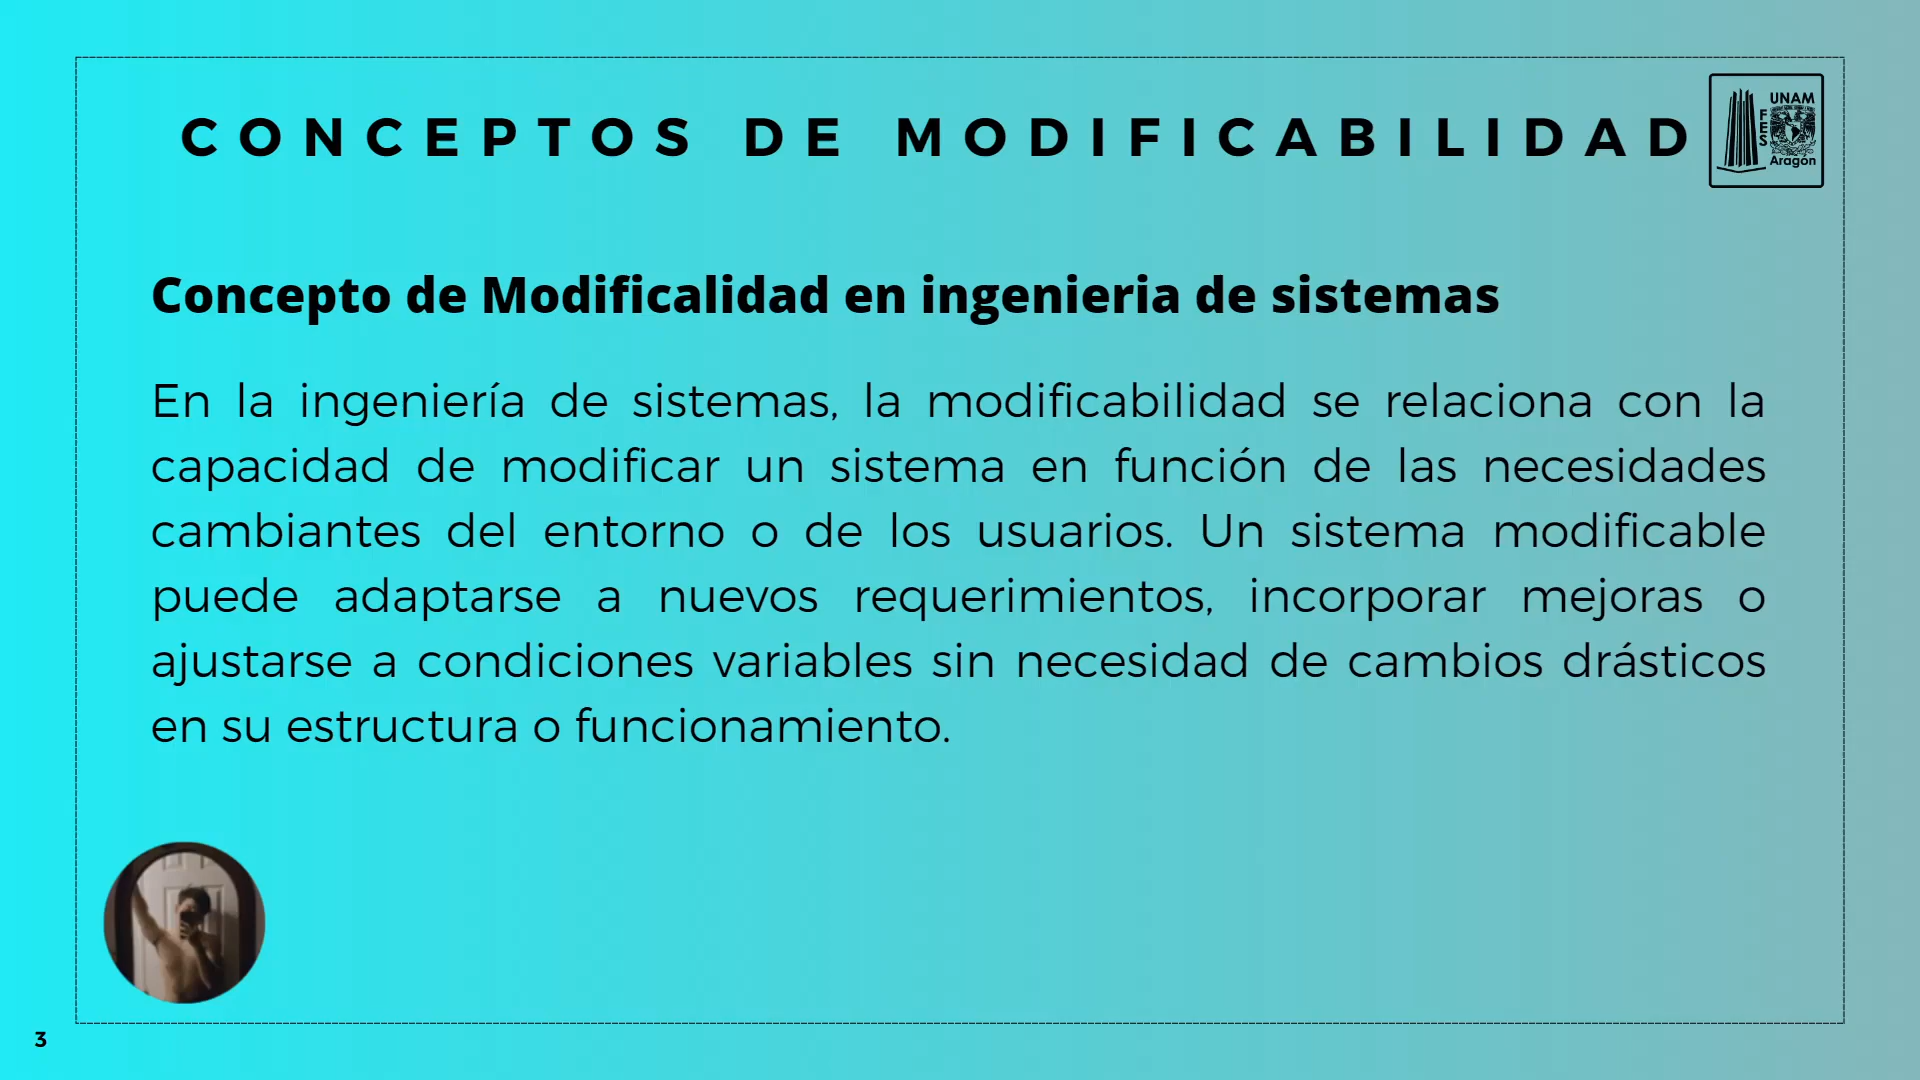 CONCEPTOS DE MODIFICABILIDAD
UNAM
FES
Aragón
Concepto de Modificalidad en ingenieria de sistemas
En la ingeniería de sistemas, la modificabilidad se relaciona con la
capacidad de modificar un sistema en función de las necesidades
cambiantes del entorno o de los usuarios. Un sistema modificable
puede adaptarse a nuevos requerimientos, incorporar mejoras o
ajustarse a condiciones variables sin necesidad de cambios drásticos
en su estructura o funcionamiento.
3